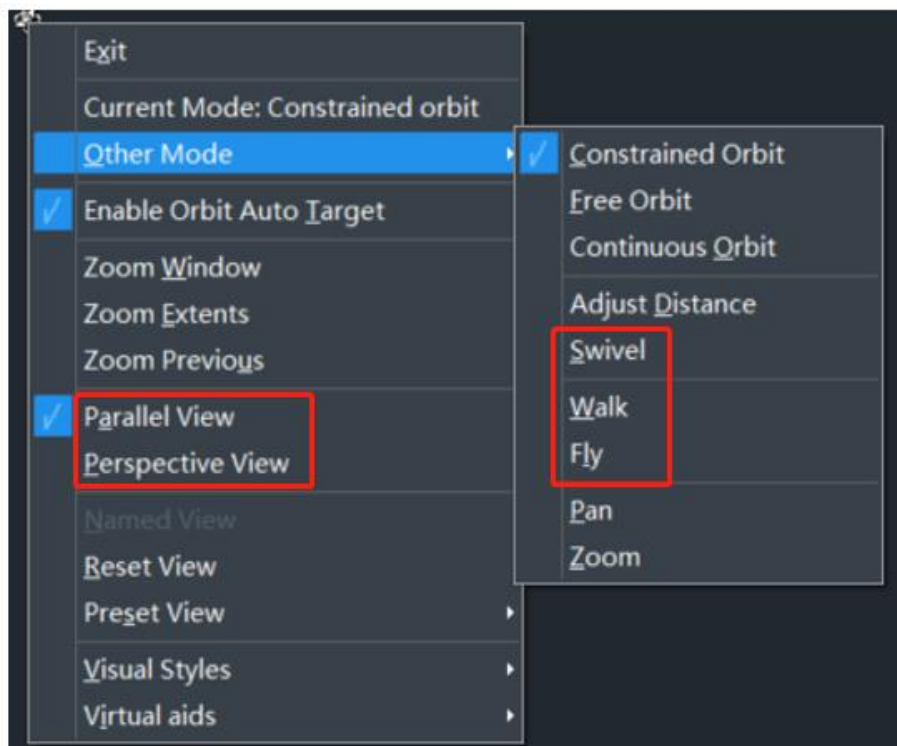 Exit
Current Mode: Constrained orbit
Other Mode
Enable Orbit Auto Target
Zoom Window
Zoom Extents
Zoom Previous
Parallel View
Perspective View
Named View
Reset View
Preset View
Visual Styles
Virtual aids
Constrained Orbit
Free Orbit
Continuous Orbit
Adjust Distance
Swivel
Walk
Fly
Pan
Zoom